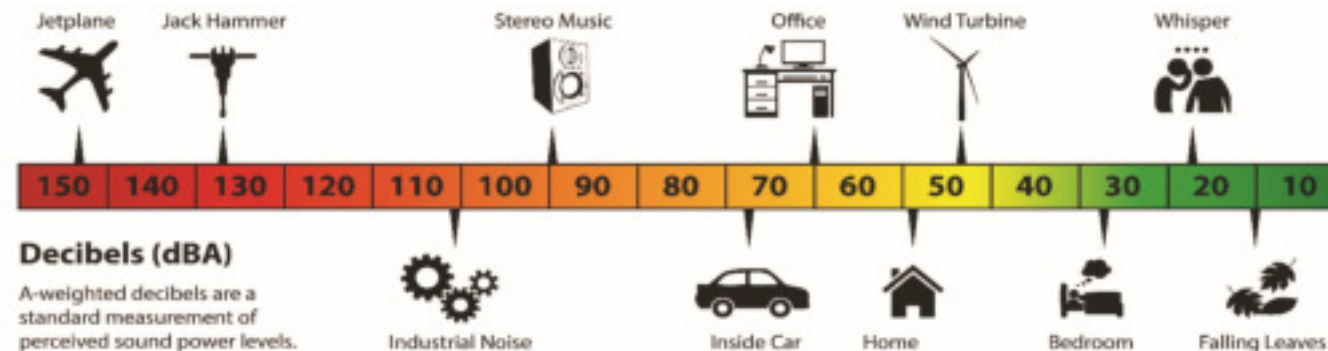 Jetplane Jack Hammer Stereo Music Office Wind Turbine Whisper
150 140 130 120 110 100 90 80 70 60 50 40 30 20 10
Decibels (dBA)
A-weighted decibels are a
standard measurement of
perceived sound power levels.
Industrial Noise Inside Car Home Bedroom Falling Leaves